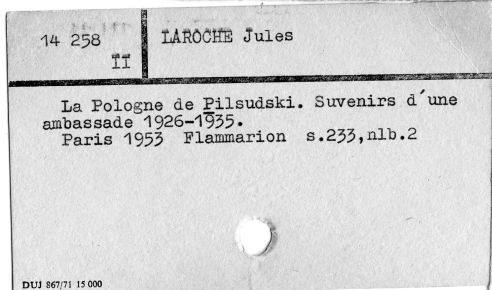 14 258
II
LAROCHE Jules
La Pologne de Pilsudski. Suvenirs d´une
ambassade 1926-1935.
Paris 1953 Flammarion s.233,nlb.2
DUJ 867/71 15 000